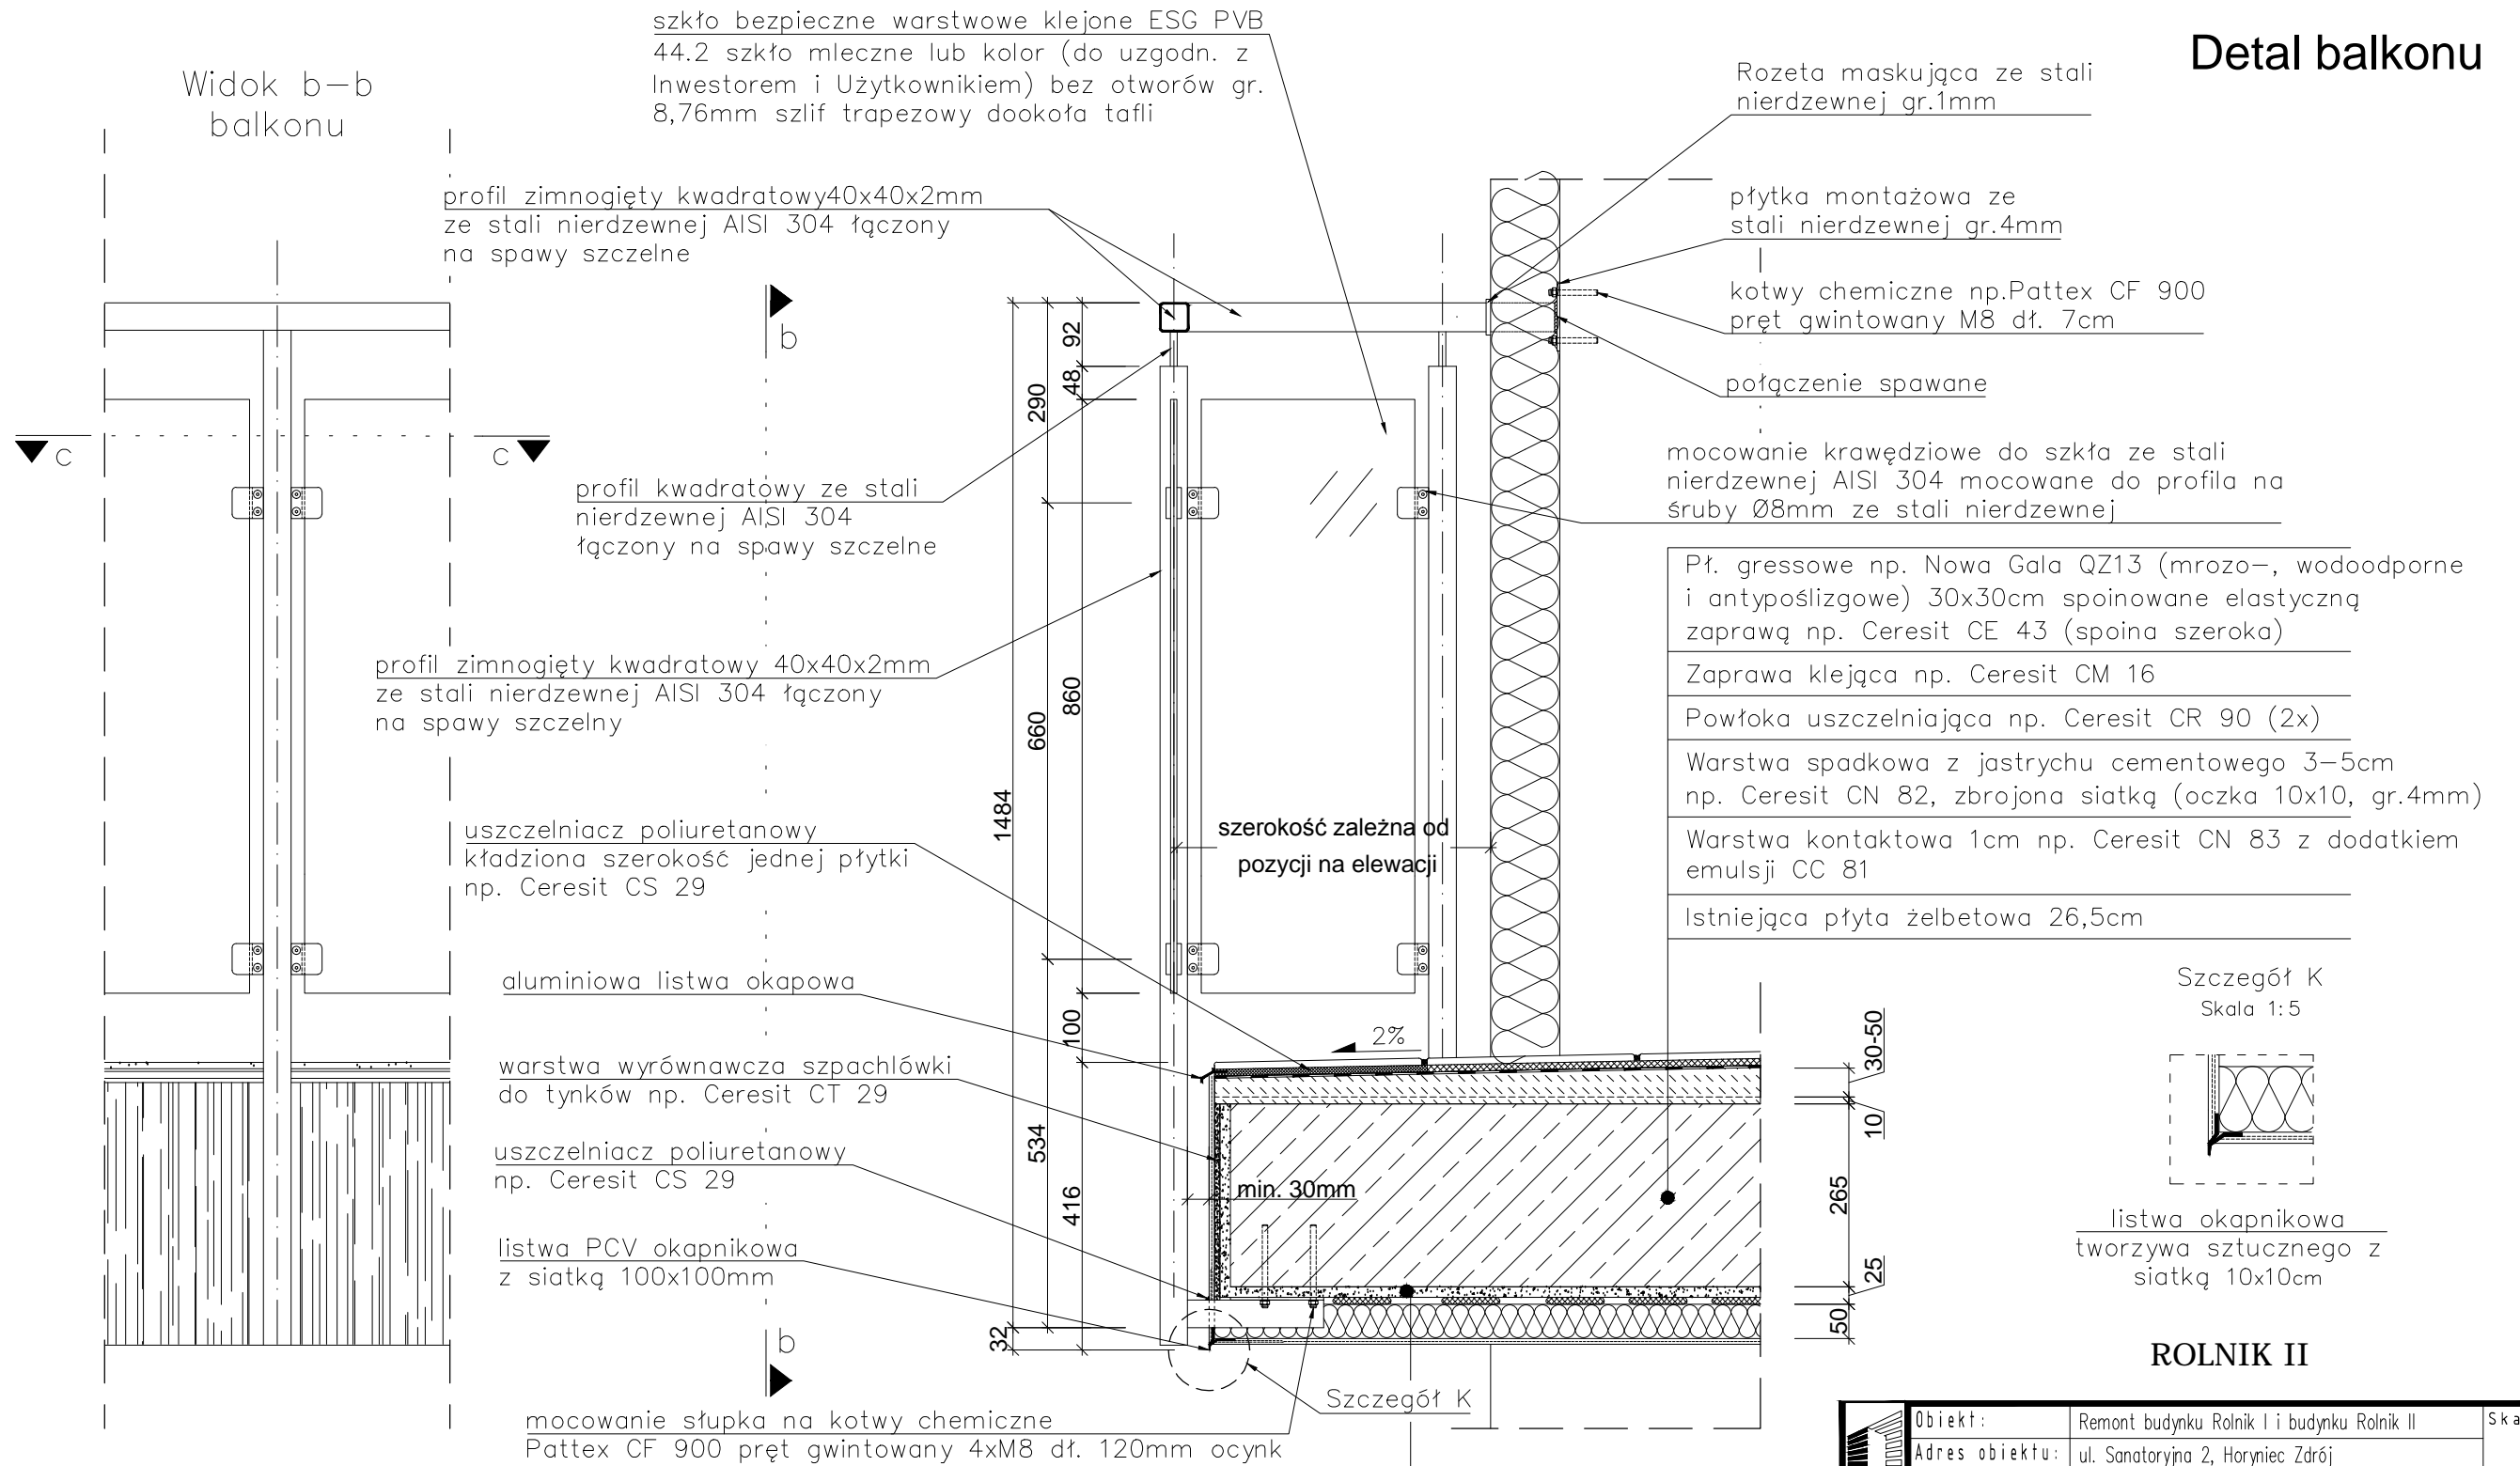 Detal balkonu
Widok b-b
balkonu
szkło bezpieczne warstwowe klejone ESG PVB
44.2 szkło mleczne lub kolor (do uzgodn. z
Inwestorem i Użytkownikiem) bez otworów gr.
8,76mm szlif trapezowy dookoła tafli
Rozeta maskująca ze stali
nierdzewnej gr.1mm
profil zimnogięty kwadratowy40x40x2mm
ze stali nierdzewnej AISI 304 łączony
na spawy szczelne
płytka montażowa ze
stali nierdzewnej gr.4mm
kotwy chemiczne np.Pattex CF 900
pręt gwintowany M8 dł. 7cm
połączenie spawane
b
c
c
profil kwadratowy ze stali
nierdzewnej AISI 304
łączony na spawy szczelne
mocowanie krawędziowe do szkła ze stali
nierdzewnej AISI 304 mocowane do profila na
śruby Ø8mm ze stali nierdzewnej
profil zimnogięty kwadratowy 40x40x2mm
ze stali nierdzewnej AISI 304 łączony
na spawy szczelny
Pł. gressowe np. Nowa Gala QZ13 (mrozo-, wodoodporne
i antypoślizgowe) 30x30cm spoinowane elastyczną
zaprawą np. Ceresit CE 43 (spoina szeroka)
Zaprawa klejąca np. Ceresit CM 16
Powłoka uszczelniająca np. Ceresit CR 90 (2x)
Warstwa spadkowa z jastrychu cementowego 3-5cm
np. Ceresit CN 82, zbrojona siatką (oczka 10x10, gr.4mm)
Warstwa kontaktowa 1cm np. Ceresit CN 83 z dodatkiem
emulsji CC 81
Istniejąca płyta żelbetowa 26,5cm
uszczelniacz poliuretanowy
kładziona szerokość jednej płytki
np. Ceresit CS 29
szerokość zależna od
pozycji na elewacji
aluminiowa listwa okapowa
warstwa wyrównawcza szpachlówki
do tynków np. Ceresit CT 29
uszczelniacz poliuretanowy
np. Ceresit CS 29
listwa PCV okapnikowa
z siatką 100x100mm
b
mocowanie słupka na kotwy chemiczne
Pattex CF 900 pręt gwintowany 4xM8 dł. 120mm ocynk
1484
32
290
660
534
92
48
860
100
416
2%
min. 30mm
30-50
10
265
25
50
Szczegół K
Szczegół K
Skala 1:5
listwa okapnikowa
tworzywa sztucznego z
siatką 10x10cm
ROLNIK II
Obiekt: Remont budynku Rolnik I i budynku Rolnik II Ska
Adres obiektu: ul. Sanatoryjna 2, Horyniec Zdrój